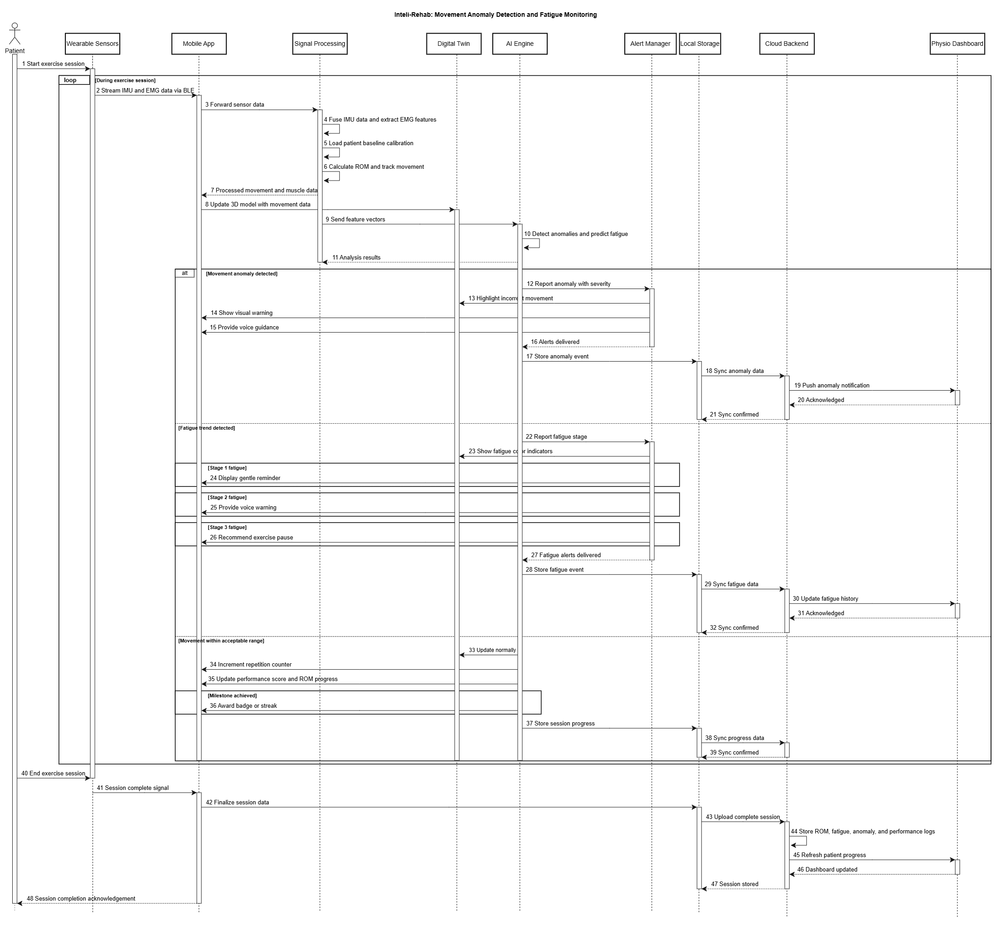 Inteli-Rehab: Movement Anomaly Detection and Fatigue Monitoring
Patient
Wearable Sensors
Mobile App
Signal Processing
Digital Twin
AI Engine
Alert Manager
Local Storage
Cloud Backend
Physio Dashboard
1 Start exercise session
loop
[During exercise session]
2 Stream IMU and EMG data via BLE
3 Forward sensor data
4 Fuse IMU data and extract EMG features
5 Load patient baseline calibration
6 Calculate ROM and track movement
7 Processed movement and muscle data
8 Update 3D model with movement data
9 Send feature vectors
10 Detect anomalies and predict fatigue
11 Analysis results
alt
[Movement anomaly detected]
12 Report anomaly with severity
13 Highlight incorrect movement
14 Show visual warning
15 Provide voice guidance
16 Alerts delivered
17 Store anomaly event
18 Sync anomaly data
19 Push anomaly notification
20 Acknowledged
21 Sync confirmed
[Fatigue trend detected]
22 Report fatigue stage
23 Show fatigue color indicators
[Stage 1 fatigue]
24 Display gentle reminder
[Stage 2 fatigue]
25 Provide voice warning
[Stage 3 fatigue]
26 Recommend exercise pause
27 Fatigue alerts delivered
28 Store fatigue event
29 Sync fatigue data
30 Update fatigue history
31 Acknowledged
32 Sync confirmed
[Movement within acceptable range]
33 Update normally
34 Increment repetition counter
35 Update performance score and ROM progress
[Milestone achieved]
36 Award badge or streak
37 Store session progress
38 Sync progress data
39 Sync confirmed
40 End exercise session
41 Session complete signal
42 Finalize session data
43 Upload complete session
44 Store ROM, fatigue, anomaly, and performance logs
45 Refresh patient progress
46 Dashboard updated
47 Session stored
48 Session completion acknowledgement